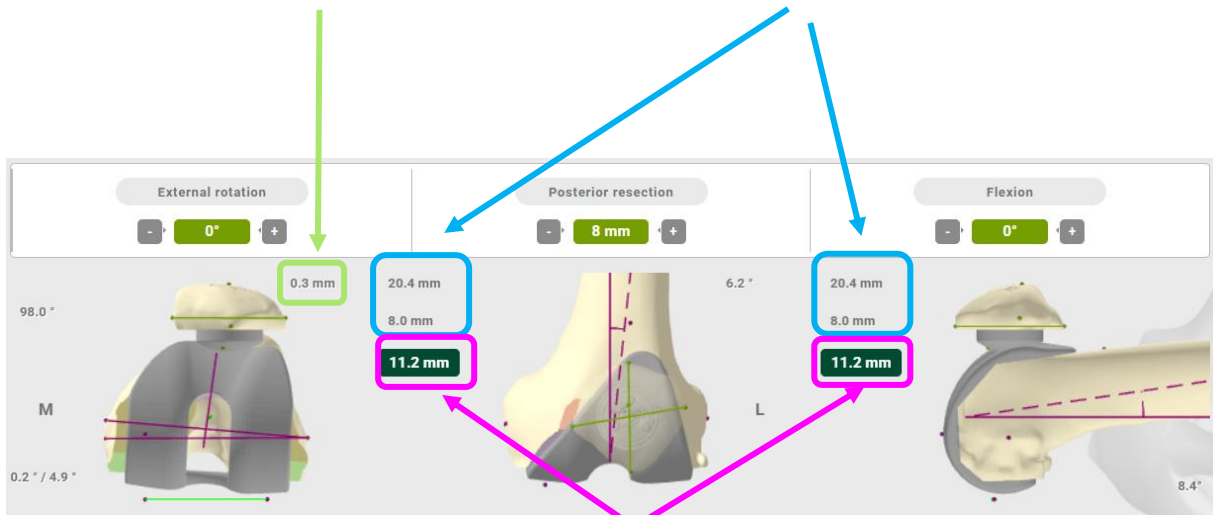 External rotation
- 0° +
Posterior resection
- 8 mm +
Flexion
- 0° +
98.0 °
0.3 mm
20.4 mm
8.0 mm
11.2 mm
M
0.2 ° / 4.9 °
6.2 °
L
20.4 mm
8.0 mm
11.2 mm
8.4°